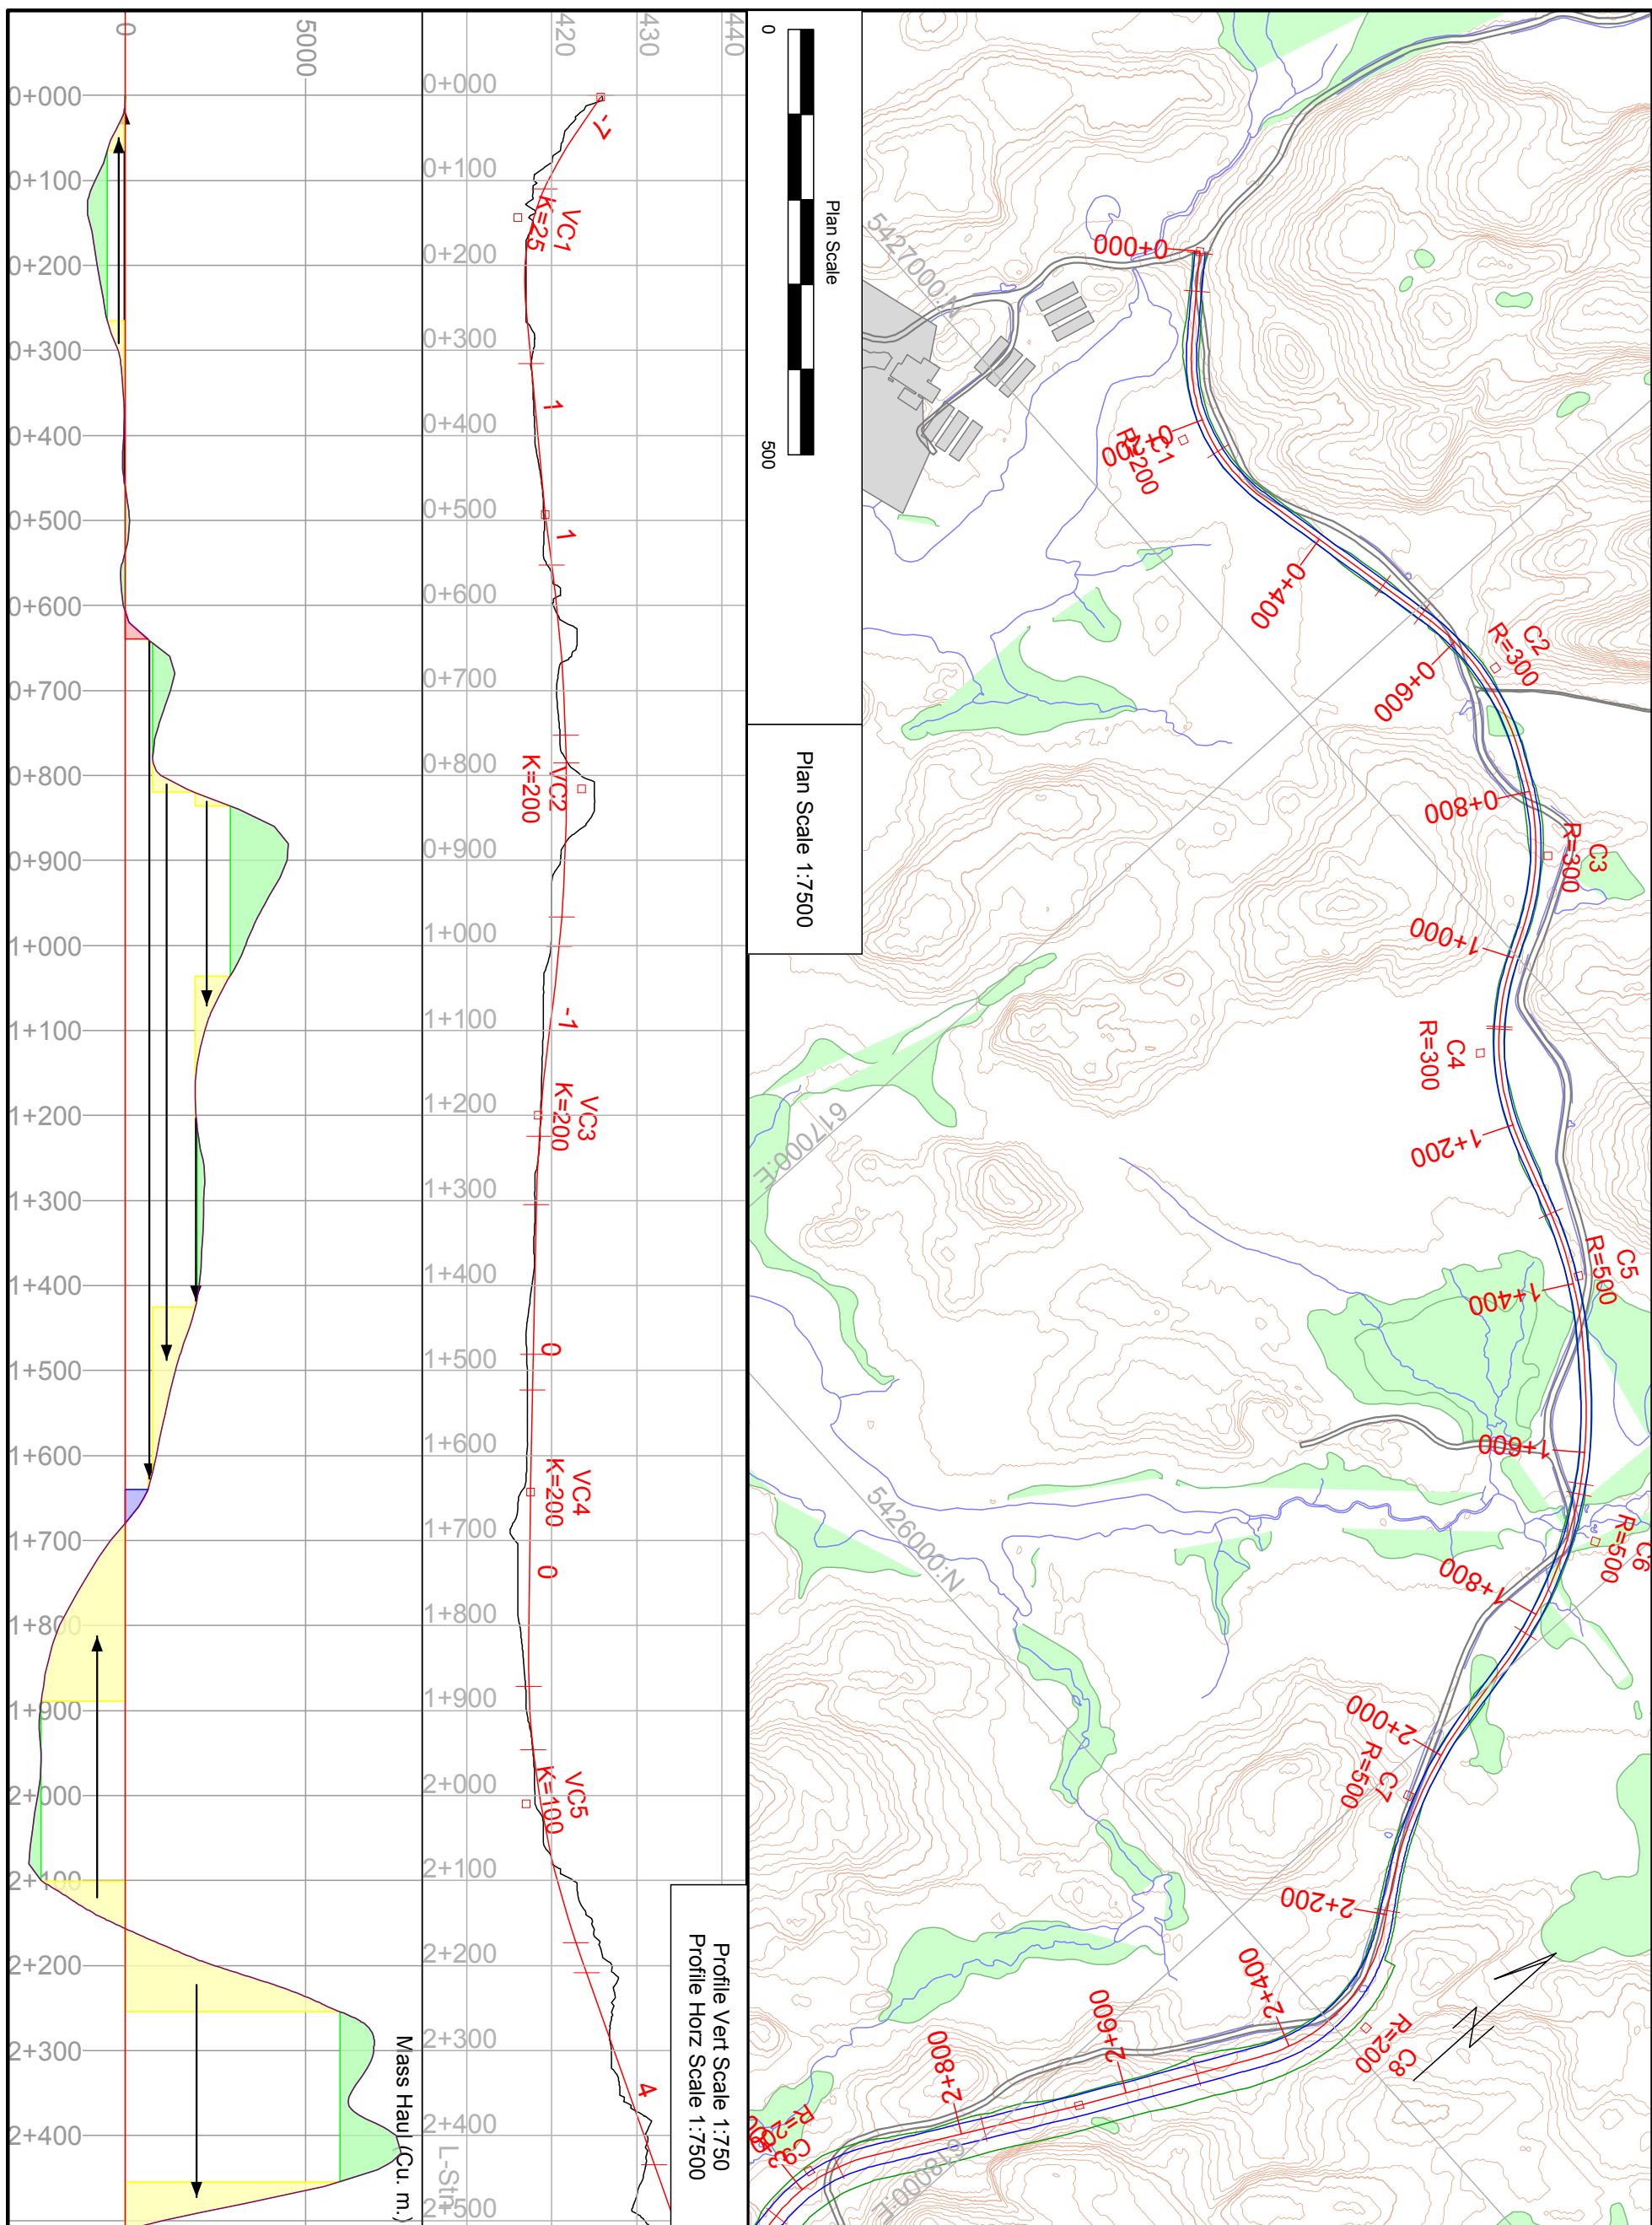 5427000:N
617000:E
5426000:N
618000:E
0+000
0+400
0+600
0+800
1+000
1+200
1+400
1+600
1+800
2+000
2+200
2+400
2+600
2+800
C1
R=200
C2
R=300
C3
R=300
C4
R=300
C5
R=500
C6
R=500
C7
R=500
C8
R=200
C9
Plan Scale
0
500
Plan Scale 1:7500
440
430
420
Profile Vert Scale 1:750
Profile Horz Scale 1:7500
-7
VC1
K=25
1
1
VC2
K=200
-1
VC3
K=200
0
VC4
K=200
0
VC5
K=100
4
0+000
0+100
0+200
0+300
0+400
0+500
0+600
0+700
0+800
0+900
1+000
1+100
1+200
1+300
1+400
1+500
1+600
1+700
1+800
1+900
2+000
2+100
2+200
2+300
2+400
2+500
L-Stn
5000
0
Mass Haul (Cu. m.)
0+000
0+100
0+200
0+300
0+400
0+500
0+600
0+700
0+800
0+900
1+000
1+100
1+200
1+300
1+400
1+500
1+600
1+700
1+800
1+900
2+000
2+100
2+200
2+300
2+400